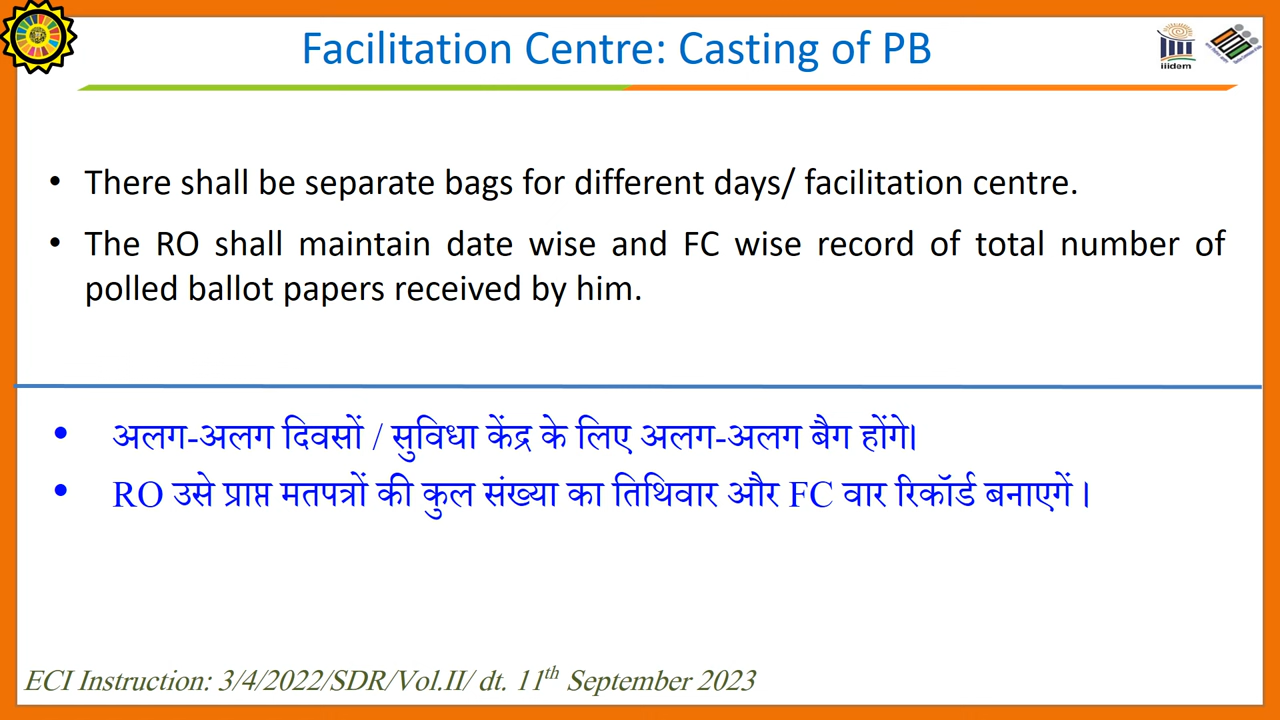 Facilitation Centre: Casting of PB
iiidem
• There shall be separate bags for different days/ facilitation centre.
• The RO shall maintain date wise and FC wise record of total number of
polled ballot papers received by him.
• अलग-अलग दिवसों / सुविधा केंद्र के लिए अलग-अलग बैग होंगे।
• RO उसे प्राप्त मतपत्रों की कुल संख्या का तिथिवार और FC वार रिकॉर्ड बनाएगें ।
ECI Instruction: 3/4/2022/SDR/Vol.II/ dt. 11th September 2023